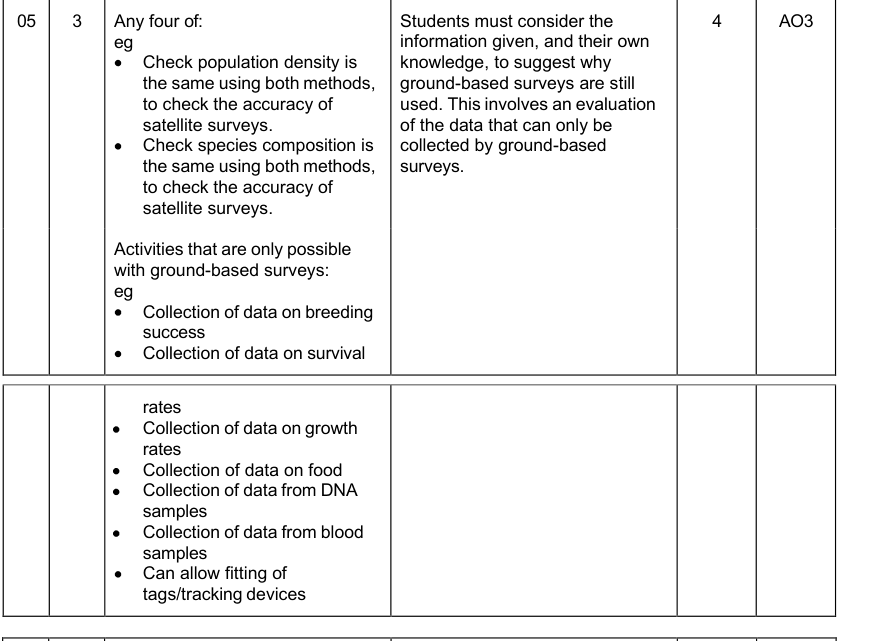 05
3
Any four of:
eg
• Check population density is
the same using both methods,
to check the accuracy of
satellite surveys.
• Check species composition is
the same using both methods,
to check the accuracy of
satellite surveys.
Activities that are only possible
with ground-based surveys:
eg
• Collection of data on breeding
success
• Collection of data on survival
Students must consider the
information given, and their own
knowledge, to suggest why
ground-based surveys are still
used. This involves an evaluation
of the data that can only be
collected by ground-based
surveys.
4
AO3
rates
• Collection of data on growth
rates
• Collection of data on food
• Collection of data from DNA
samples
• Collection of data from blood
samples
• Can allow fitting of
tags/tracking devices